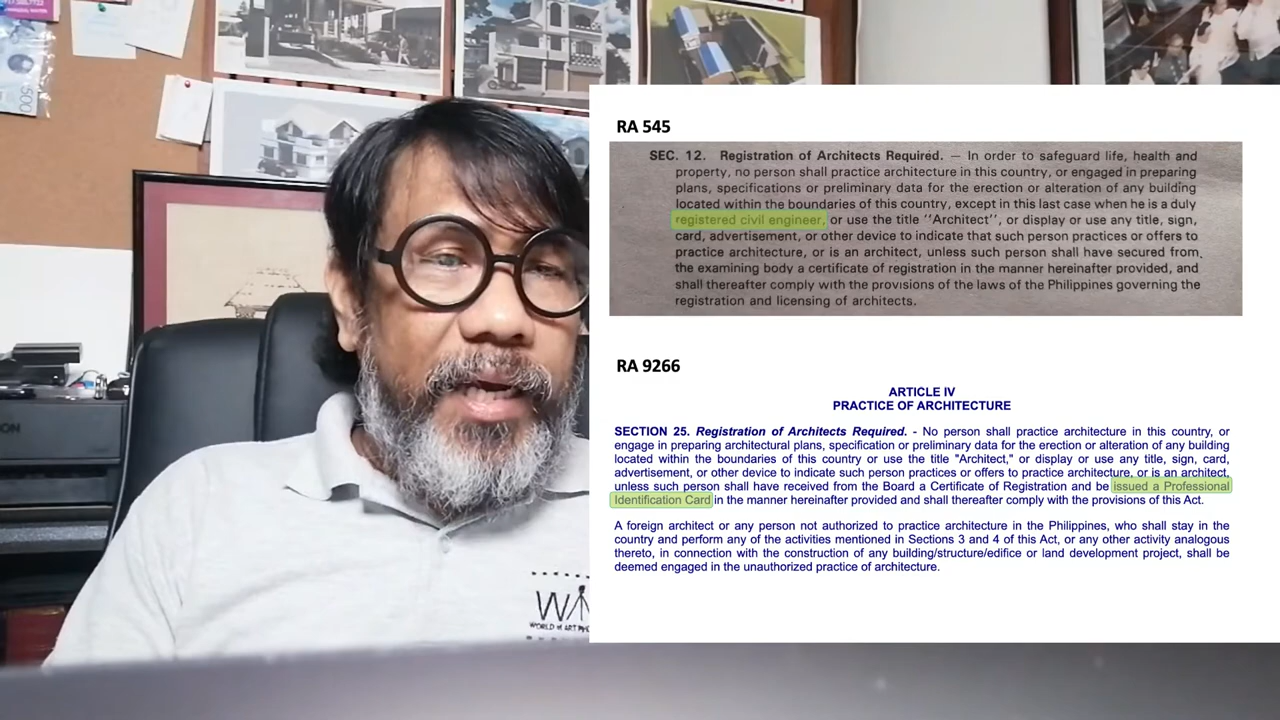 RA 545
SEC. 12. Registration of Architects Required. — In order to safeguard life, health and
property, no person shall practice architecture in this country, or engaged in preparing
plans, specifications or preliminary data for the erection or alteration of any building
located within the boundaries of this country, except in this last case when he is a duly
registered civil engineer, or use the title ''Architect'', or display or use any title, sign,
card, advertisement, or other device to indicate that such person practices or offers to
practice architecture, or is an architect, unless such person shall have secured from
the examining body a certificate of registration in the manner hereinafter provided, and
shall thereafter comply with the provisions of the laws of the Philippines governing the
registration and licensing of architects.
RA 9266
ARTICLE IV
PRACTICE OF ARCHITECTURE
SECTION 25. Registration of Architects Required. - No person shall practice architecture in this country, or
engage in preparing architectural plans, specification or preliminary data for the erection or alteration of any building
located within the boundaries of this country or use the title "Architect," or display or use any title, sign, card,
advertisement, or other device to indicate such person practices or offers to practice architecture, or is an architect,
unless such person shall have received from the Board a Certificate of Registration and be issued a Professional
Identification Card in the manner hereinafter provided and shall thereafter comply with the provisions of this Act.
A foreign architect or any person not authorized to practice architecture in the Philippines, who shall stay in the
country and perform any of the activities mentioned in Sections 3 and 4 of this Act, or any other activity analogous
thereto, in connection with the construction of any building/structure/edifice or land development project, shall be
deemed engaged in the unauthorized practice of architecture.
WORLD of ART